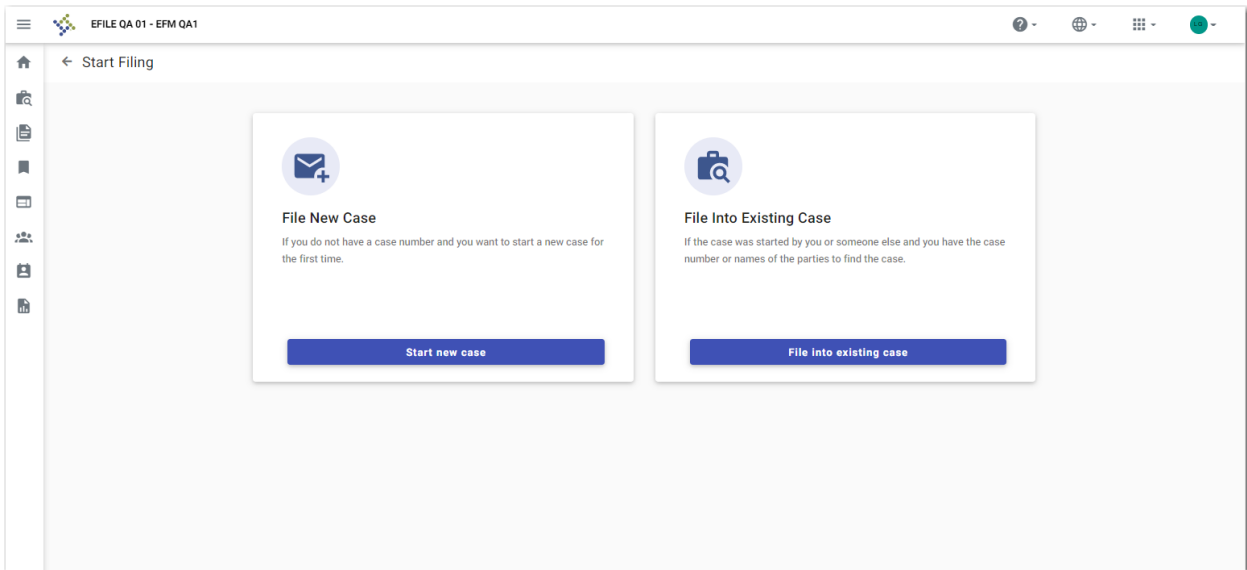 EFILE QA 01 - EFM QA1
LO
Start Filing
File New Case
If you do not have a case number and you want to start a new case for
the first time.
Start new case
File Into Existing Case
If the case was started by you or someone else and you have the case
number or names of the parties to find the case.
File into existing case